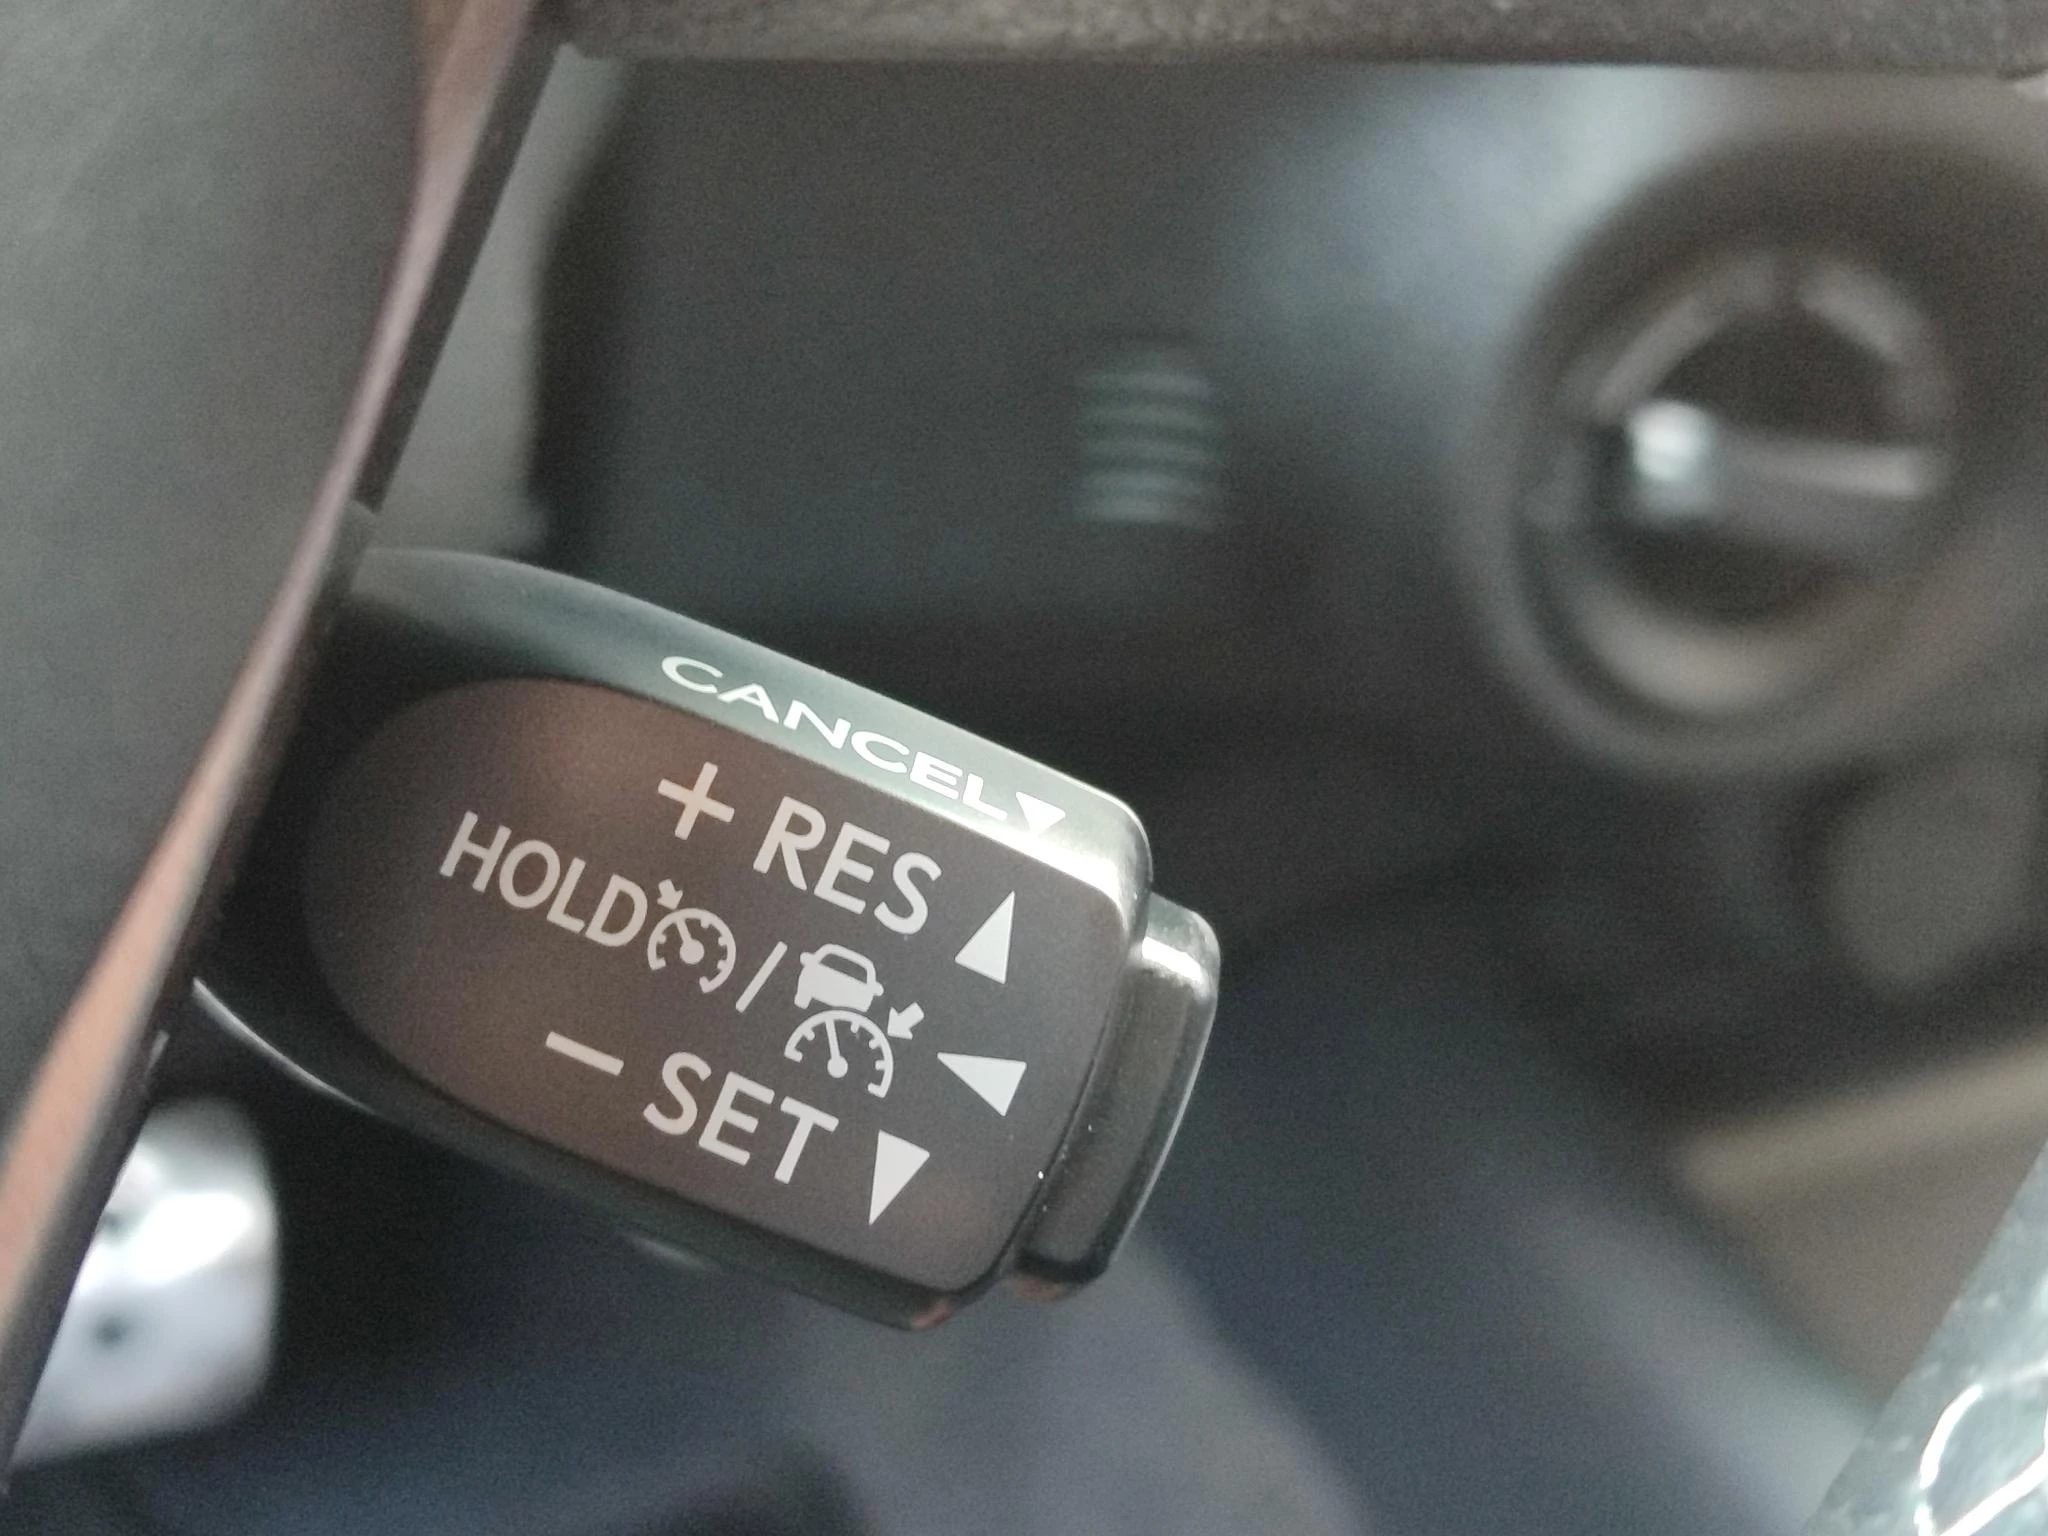 CANCEL
+ RES
HOLD /
− SET